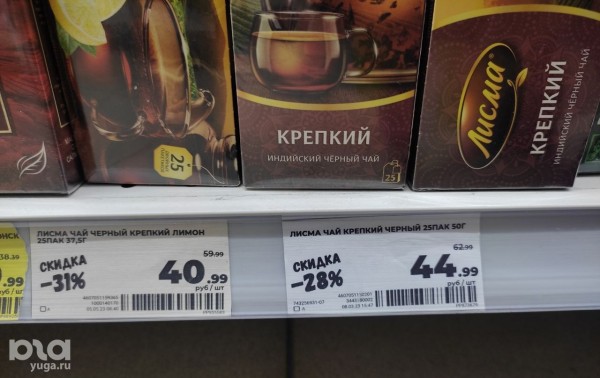 25
КРЕПКИЙ
ИНДИЙСКИЙ ЧЁРНЫЙ ЧАЙ
25
Лисма
КРЕПКИЙ
ИНДИЙСКИЙ ЧЁРНЫЙ ЧАЙ
.99
руб/
ЛИСМА ЧАЙ ЧЕРНЫЙ КРЕПКИЙ ЛИМОН
25ПАК 37,5Г
59.99
СКИДКА
-31%
40.99
руб / шт
ЛИСМА ЧАЙ КРЕПКИЙ ЧЕРНЫЙ 25ПАК 50Г
62.99
СКИДКА
-28%
44.99
руб / шт
yuga.ru